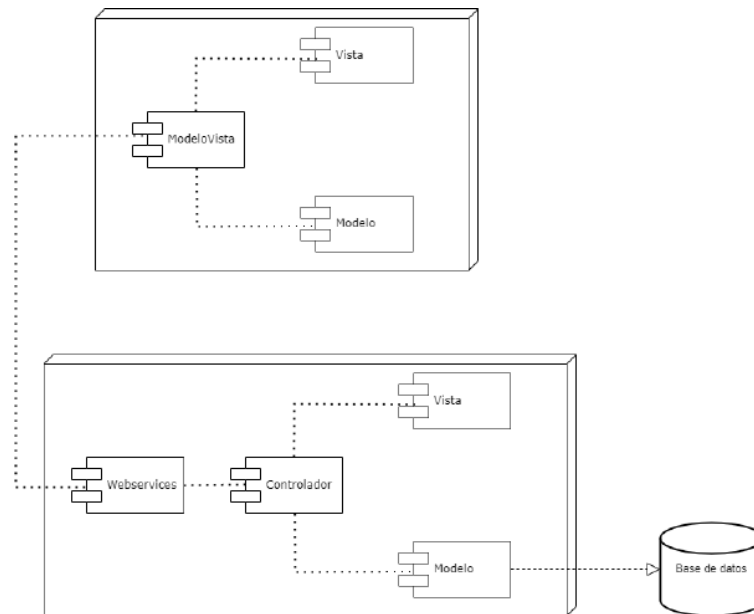 Vista
ModeloVista
Modelo
Vista
Webservices
Controlador
Modelo
Base de datos